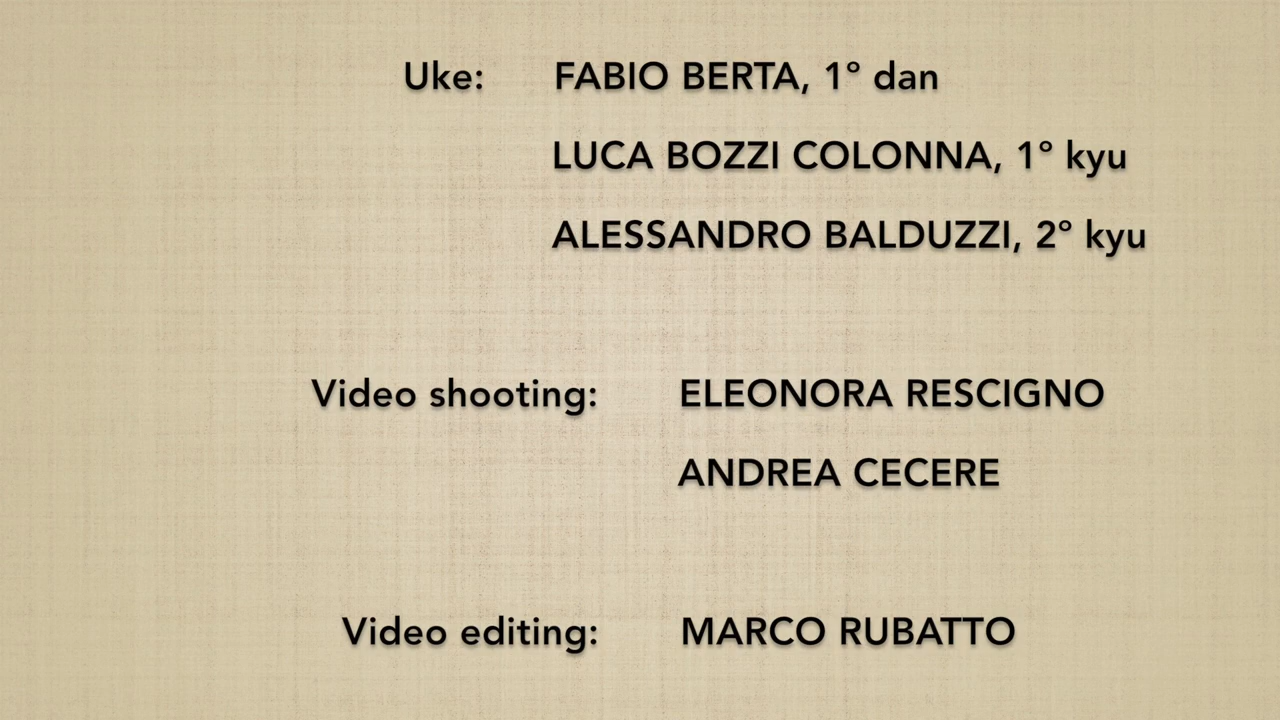 Uke: FABIO BERTA, 1° dan
LUCA BOZZI COLONNA, 1° kyu
ALESSANDRO BALDUZZI, 2° kyu
Video shooting: ELEONORA RESCIGNO
ANDREA CECERE
Video editing: MARCO RUBATTO